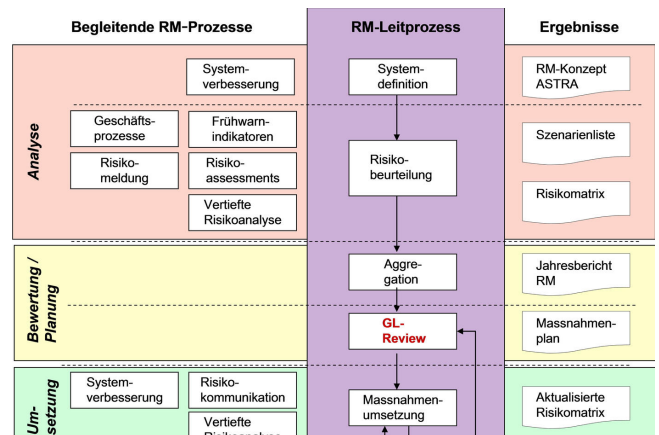 Begleitende RM-Prozesse
RM-Leitprozess
Ergebnisse
Analyse
System-
verbesserung
System-
definition
RM-Konzept
ASTRA
Geschäfts-
prozesse
Frühwarn-
indikatoren
Szenarienliste
Risiko-
meldung
Risiko-
assessments
Risiko-
beurteilung
Risikomatrix
Vertiefte
Risikoanalyse
Bewertung /
Planung
Aggre-
gation
Jahresbericht
RM
GL-
Review
Massnahmen-
plan
Um-
setzung
System-
verbesserung
Risiko-
kommunikation
Massnahmen-
umsetzung
Aktualisierte
Risikomatrix
Vertiefte
Risikoanalyse